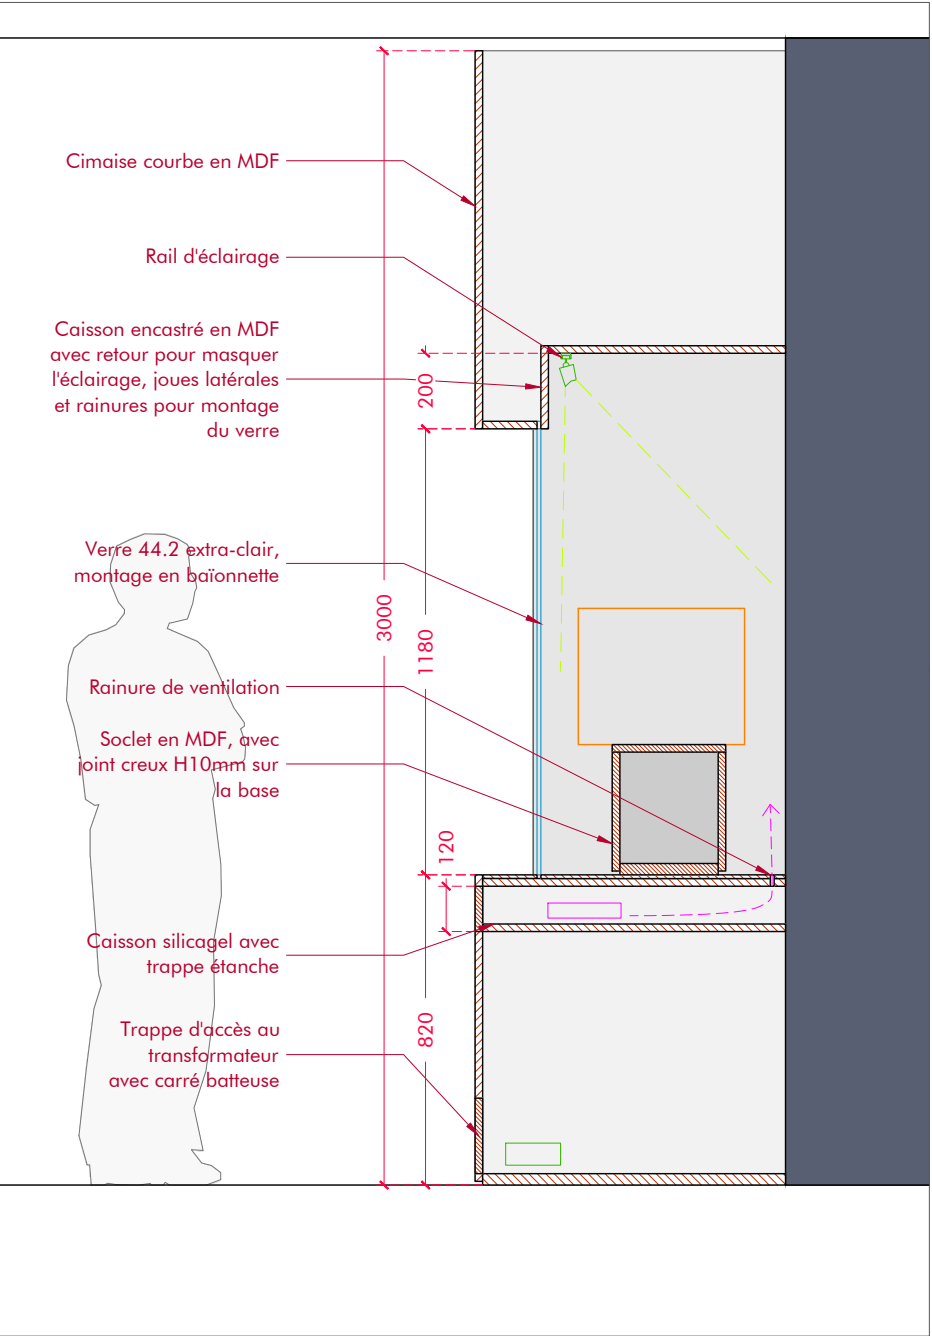 Cimaise courbe en MDF
Rail d'éclairage
Caisson encastré en MDF
avec retour pour masquer
l'éclairage, joues latérales
et rainures pour montage
du verre
200
Verre 44.2 extra-clair,
montage en baïonnette
3000
1180
Rainure de ventilation
Soclet en MDF, avec
joint creux H10mm sur
la base
120
Caisson silicagel avec
trappe étanche
820
Trappe d'accès au
transformateur
avec carré batteuse